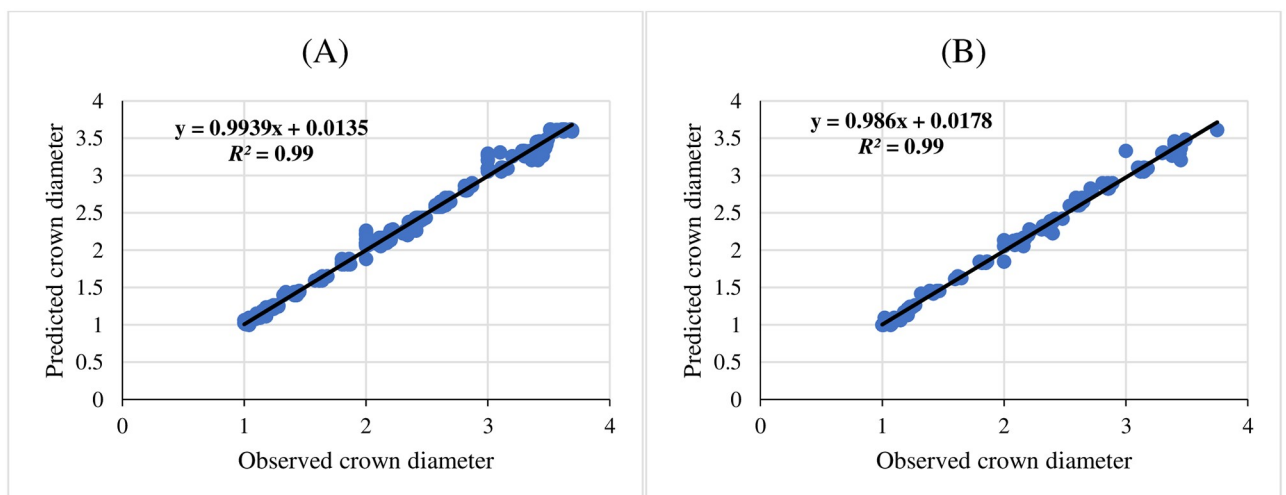 (A)
y = 0.9939x + 0.0135
R² = 0.99
Predicted crown diameter
4
3.5
3
2.5
2
1.5
1
0.5
0
0 1 2 3 4
Observed crown diameter
(B)
y = 0.986x + 0.0178
R² = 0.99
Predicted crown diameter
4
3.5
3
2.5
2
1.5
1
0.5
0
0 1 2 3 4
Observed crown diameter